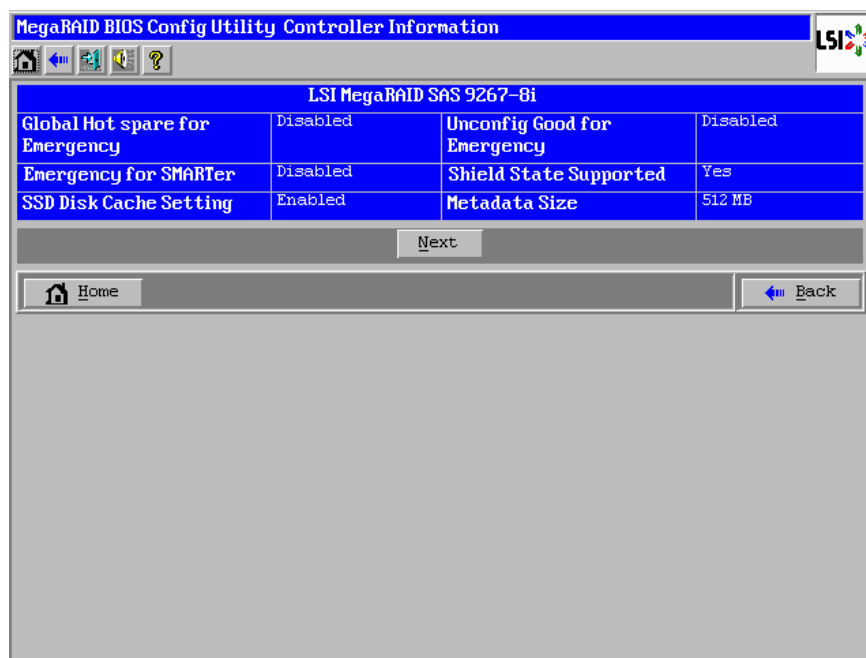 MegaRAID BIOS Config Utility Controller Information
LSI
LSI MegaRAID SAS 9267-8i
Global Hot spare for Emergency Disabled Unconfig Good for Emergency Disabled
Emergency for SMARTer Disabled Shield State Supported Yes
SSD Disk Cache Setting Enabled Metadata Size 512 MB
Next
Home Back